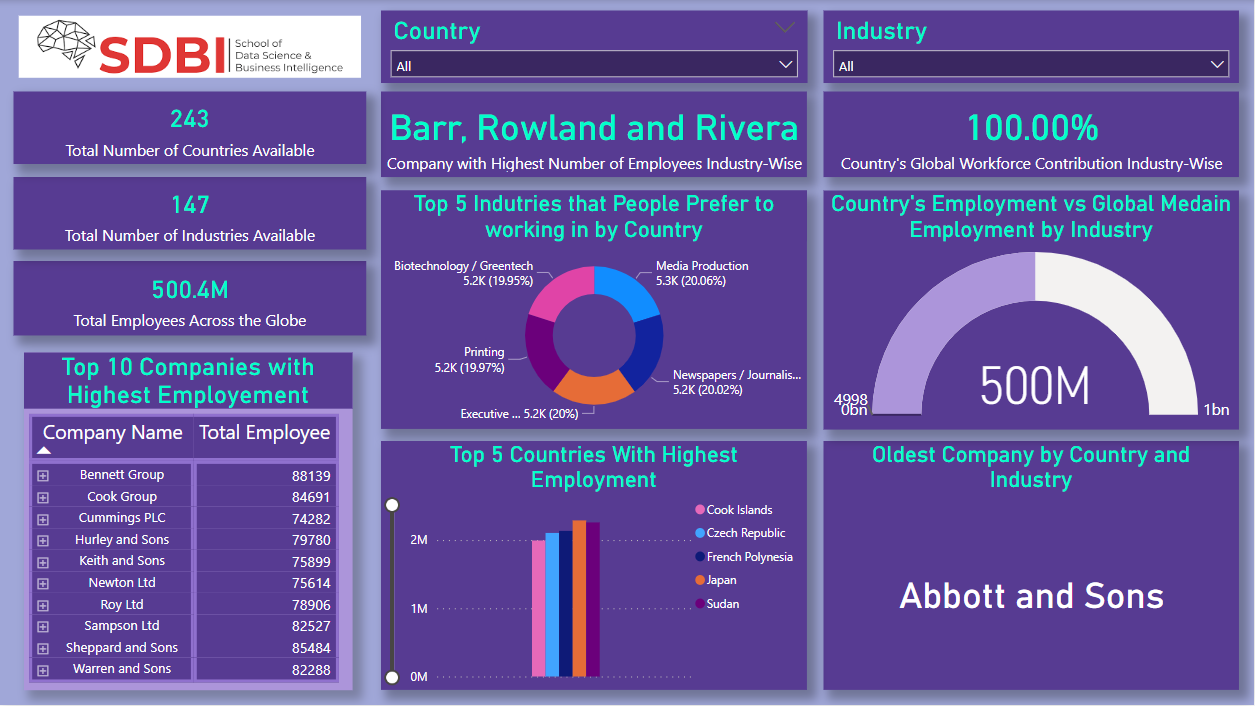 SDBI
School of
Data Science &
Business Intelligence
Country
All
Industry
All
243
Total Number of Countries Available
147
Total Number of Industries Available
500.4M
Total Employees Across the Globe
Barr, Rowland and Rivera
Company with Highest Number of Employees Industry-Wise
100.00%
Country's Global Workforce Contribution Industry-Wise
Top 10 Companies with
Highest Employement
Company Name Total Employee
Bennett Group 88139
Cook Group 84691
Cummings PLC 74282
Hurley and Sons 79780
Keith and Sons 75899
Newton Ltd 75614
Roy Ltd 78906
Sampson Ltd 82527
Sheppard and Sons 85484
Warren and Sons 82288
Top 5 Indutries that People Prefer to
working in by Country
Biotechnology / Greentech
5.2K (19.95%)
Media Production
5.3K (20.06%)
Printing
5.2K (19.97%)
Newspapers / Journalis...
5.2K (20.02%)
Executive ... 5.2K (20%)
Country's Employment vs Global Medain
Employment by Industry
500M
4998
0bn
1bn
Top 5 Countries With Highest
Employment
2M
1M
0M
Cook Islands
Czech Republic
French Polynesia
Japan
Sudan
Oldest Company by Country and
Industry
Abbott and Sons